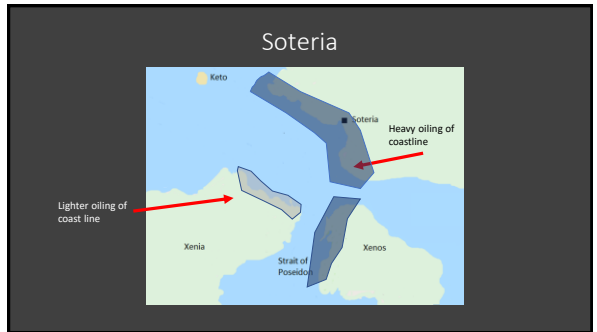 Soteria
Keto
Soteria
Heavy oiling of
coastline
Lighter oiling of
coast line
Xenia
Xenos
Strait of
Poseidon